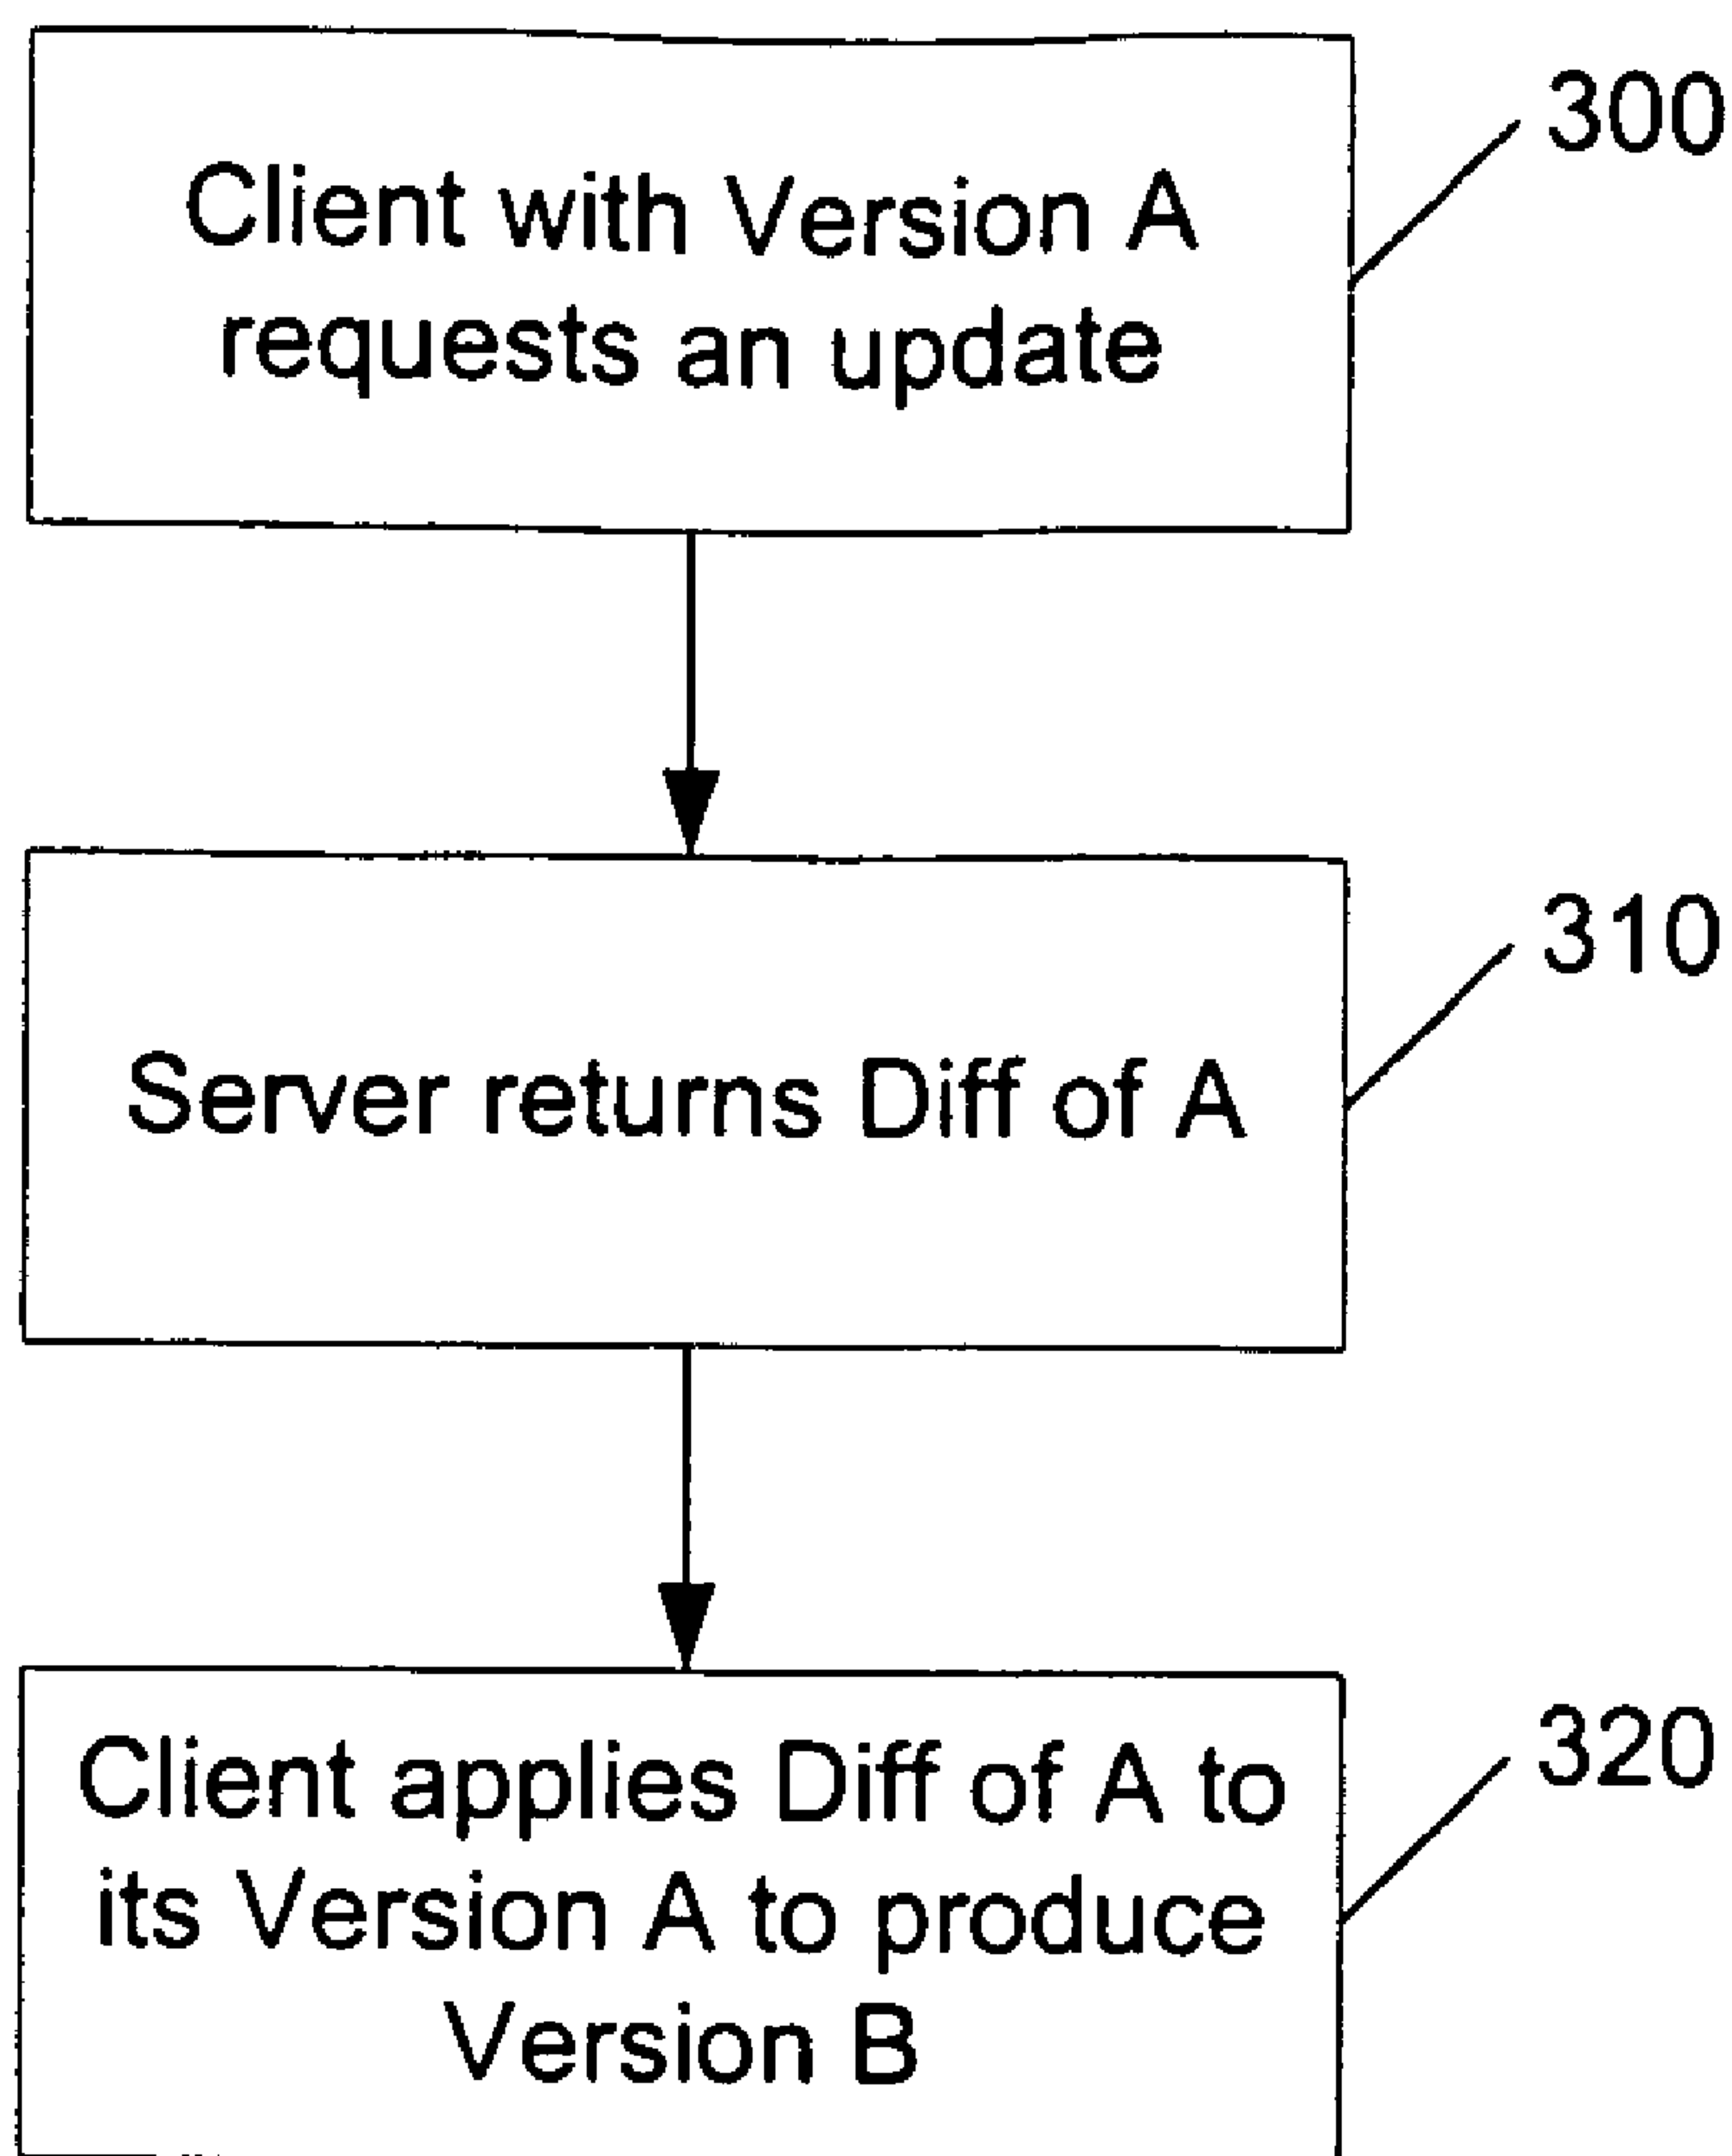 300
Client with Version A
requests an update
310
Server returns Diff of A
320
Client applies Diff of A to
its Version A to produce
Version B